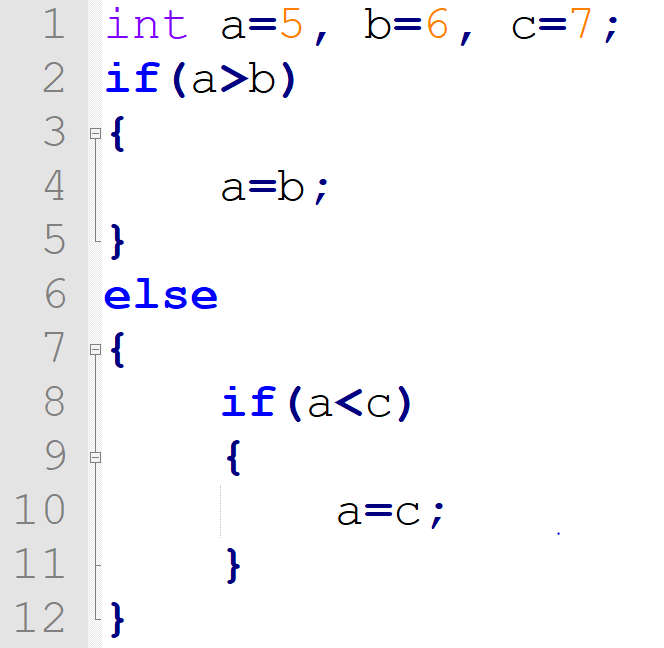 1 int a=5, b=6, c=7;
2 if(a>b)
3 {
4     a=b;
5 }
6 else
7 {
8     if(a<c)
9     {
10         a=c;
11     }
12 }